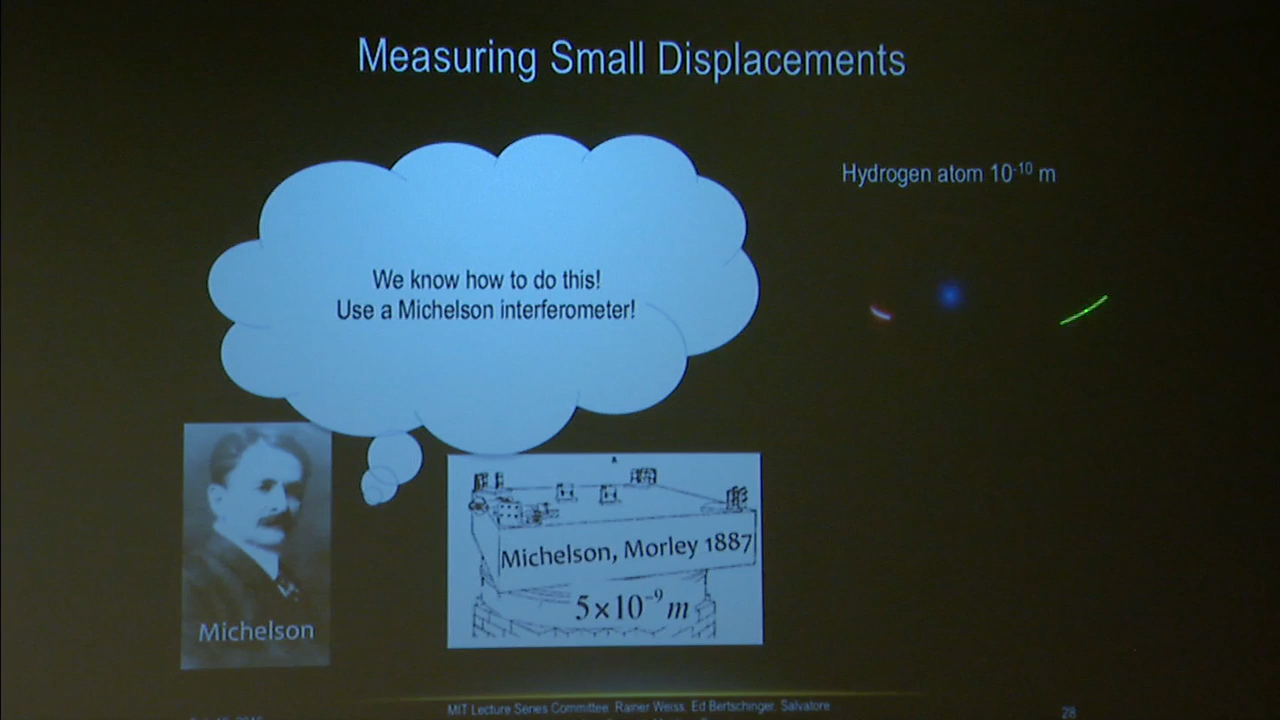 Measuring Small Displacements
Hydrogen atom 10⁻¹⁰ m
We know how to do this!
Use a Michelson interferometer!
Michelson
Michelson, Morley 1887
5×10⁻⁹ m
MIT Lecture Series Committee: Rainer Weiss, Ed Bertschinger, Salvatore
28